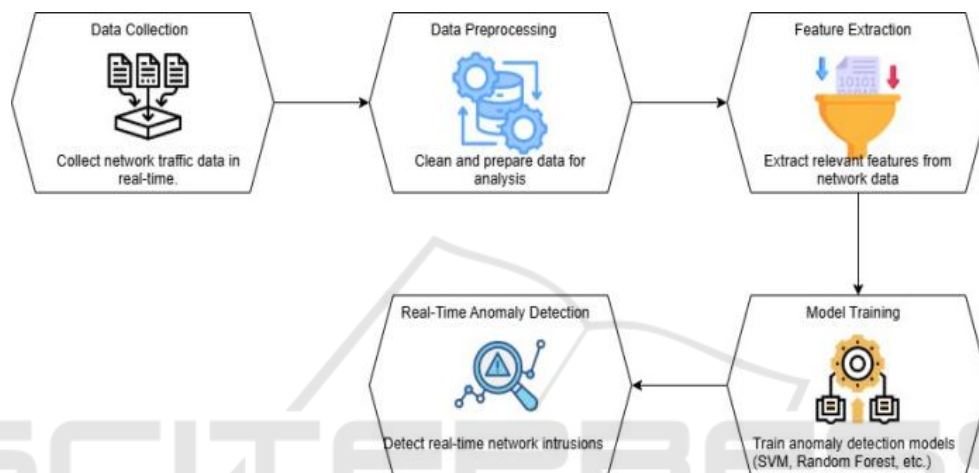 Data Collection
Collect network traffic data in
real-time.
Data Preprocessing
Clean and prepare data for
analysis
Feature Extraction
10101
Extract relevant features from
network data
Model Training
Train anomaly detection models
(SVM, Random Forest, etc.)
Real-Time Anomaly Detection
Detect real-time network intrusions